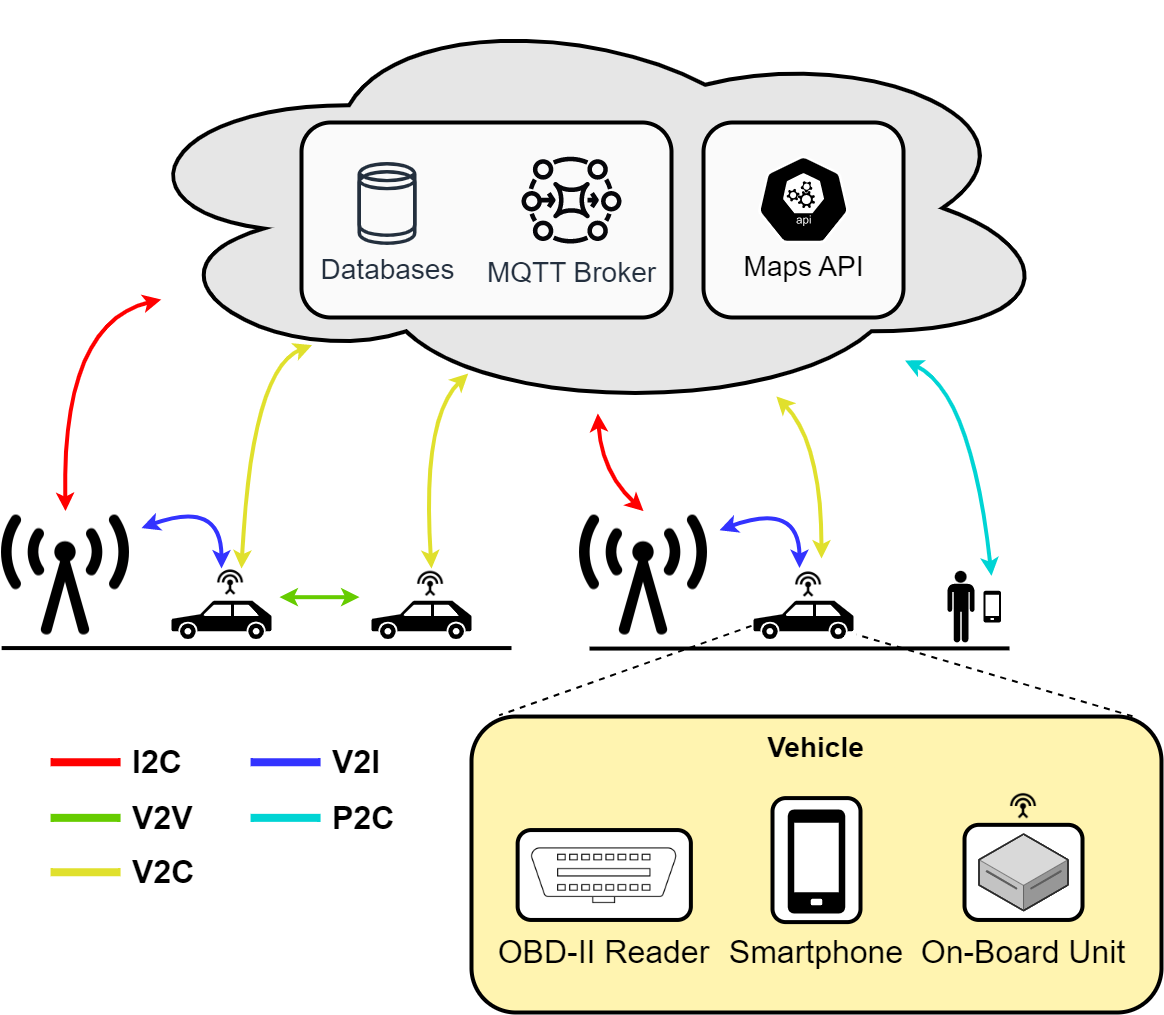 Databases
MQTT Broker
api
Maps API
I2C
V2I
V2V
P2C
V2C
Vehicle
OBD-II Reader
Smartphone
On-Board Unit